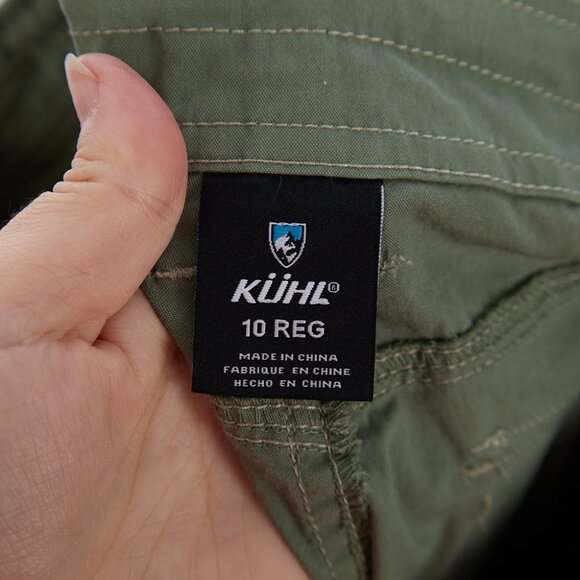 KÜHL®
10 REG
MADE IN CHINA
FABRIQUE EN CHINE
HECHO EN CHINA